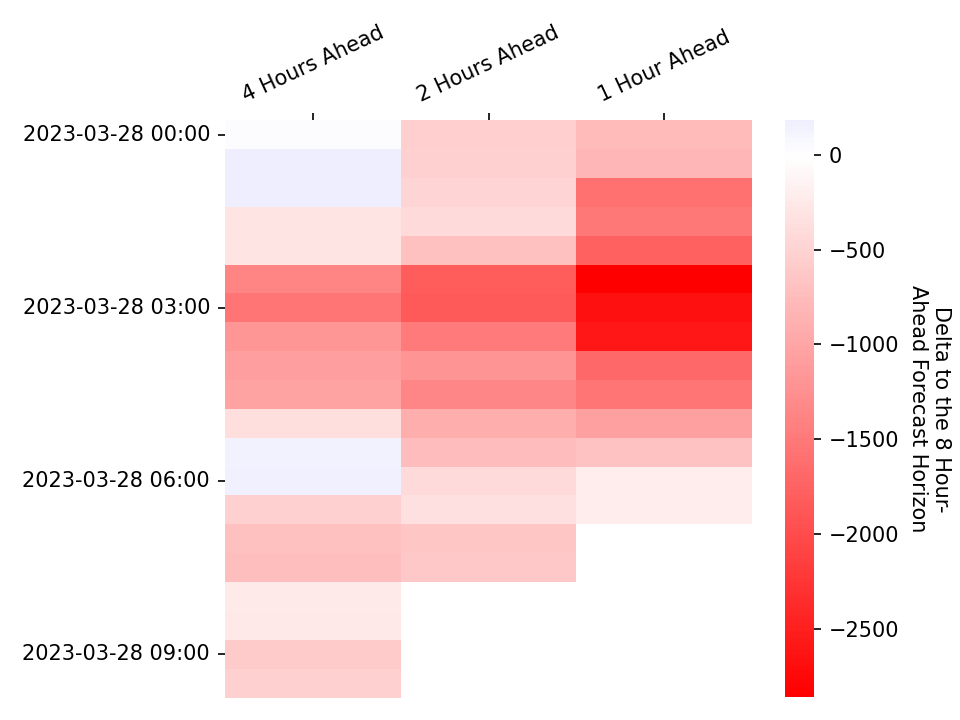 4 Hours Ahead
2 Hours Ahead
1 Hour Ahead
2023-03-28 00:00
2023-03-28 03:00
2023-03-28 06:00
2023-03-28 09:00
0
−500
−1000
−1500
−2000
−2500
Delta to the 8 Hour-
Ahead Forecast Horizon